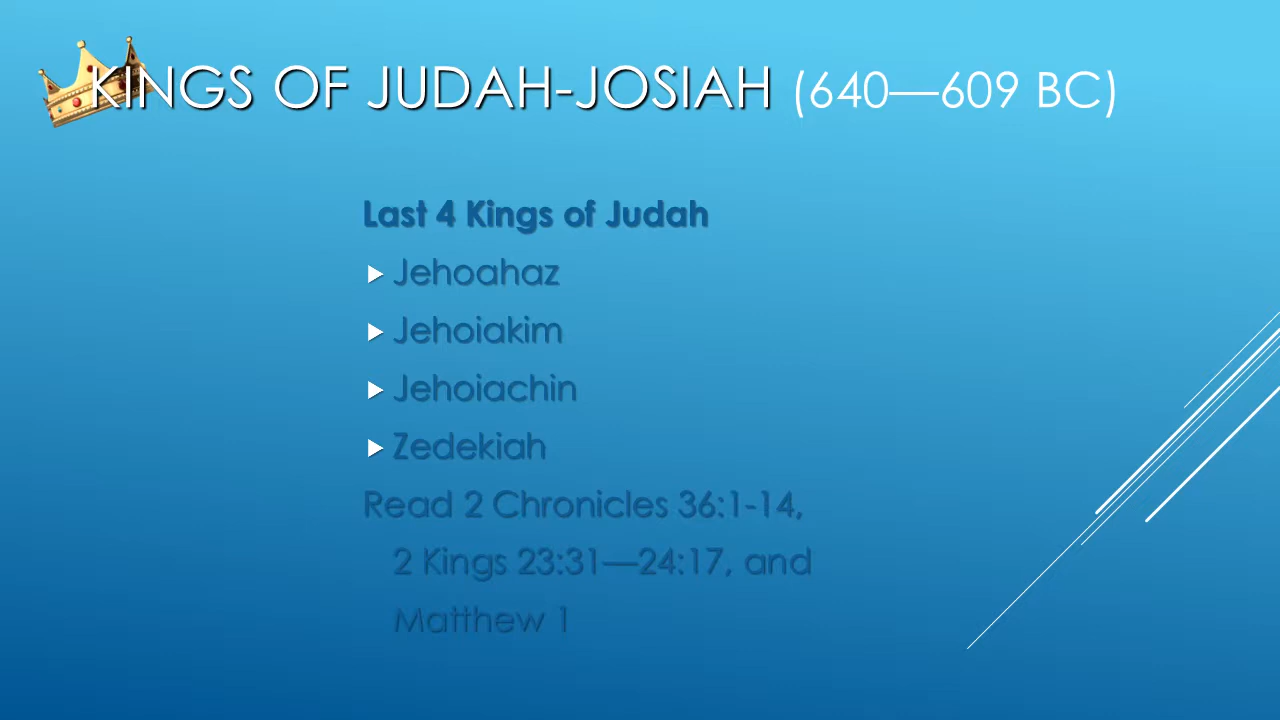 KINGS OF JUDAH-JOSIAH (640—609 BC)
Last 4 Kings of Judah
Jehoahaz
Jehoiakim
Jehoiachin
Zedekiah
Read 2 Chronicles 36:1-14,
2 Kings 23:31—24:17, and
Matthew 1